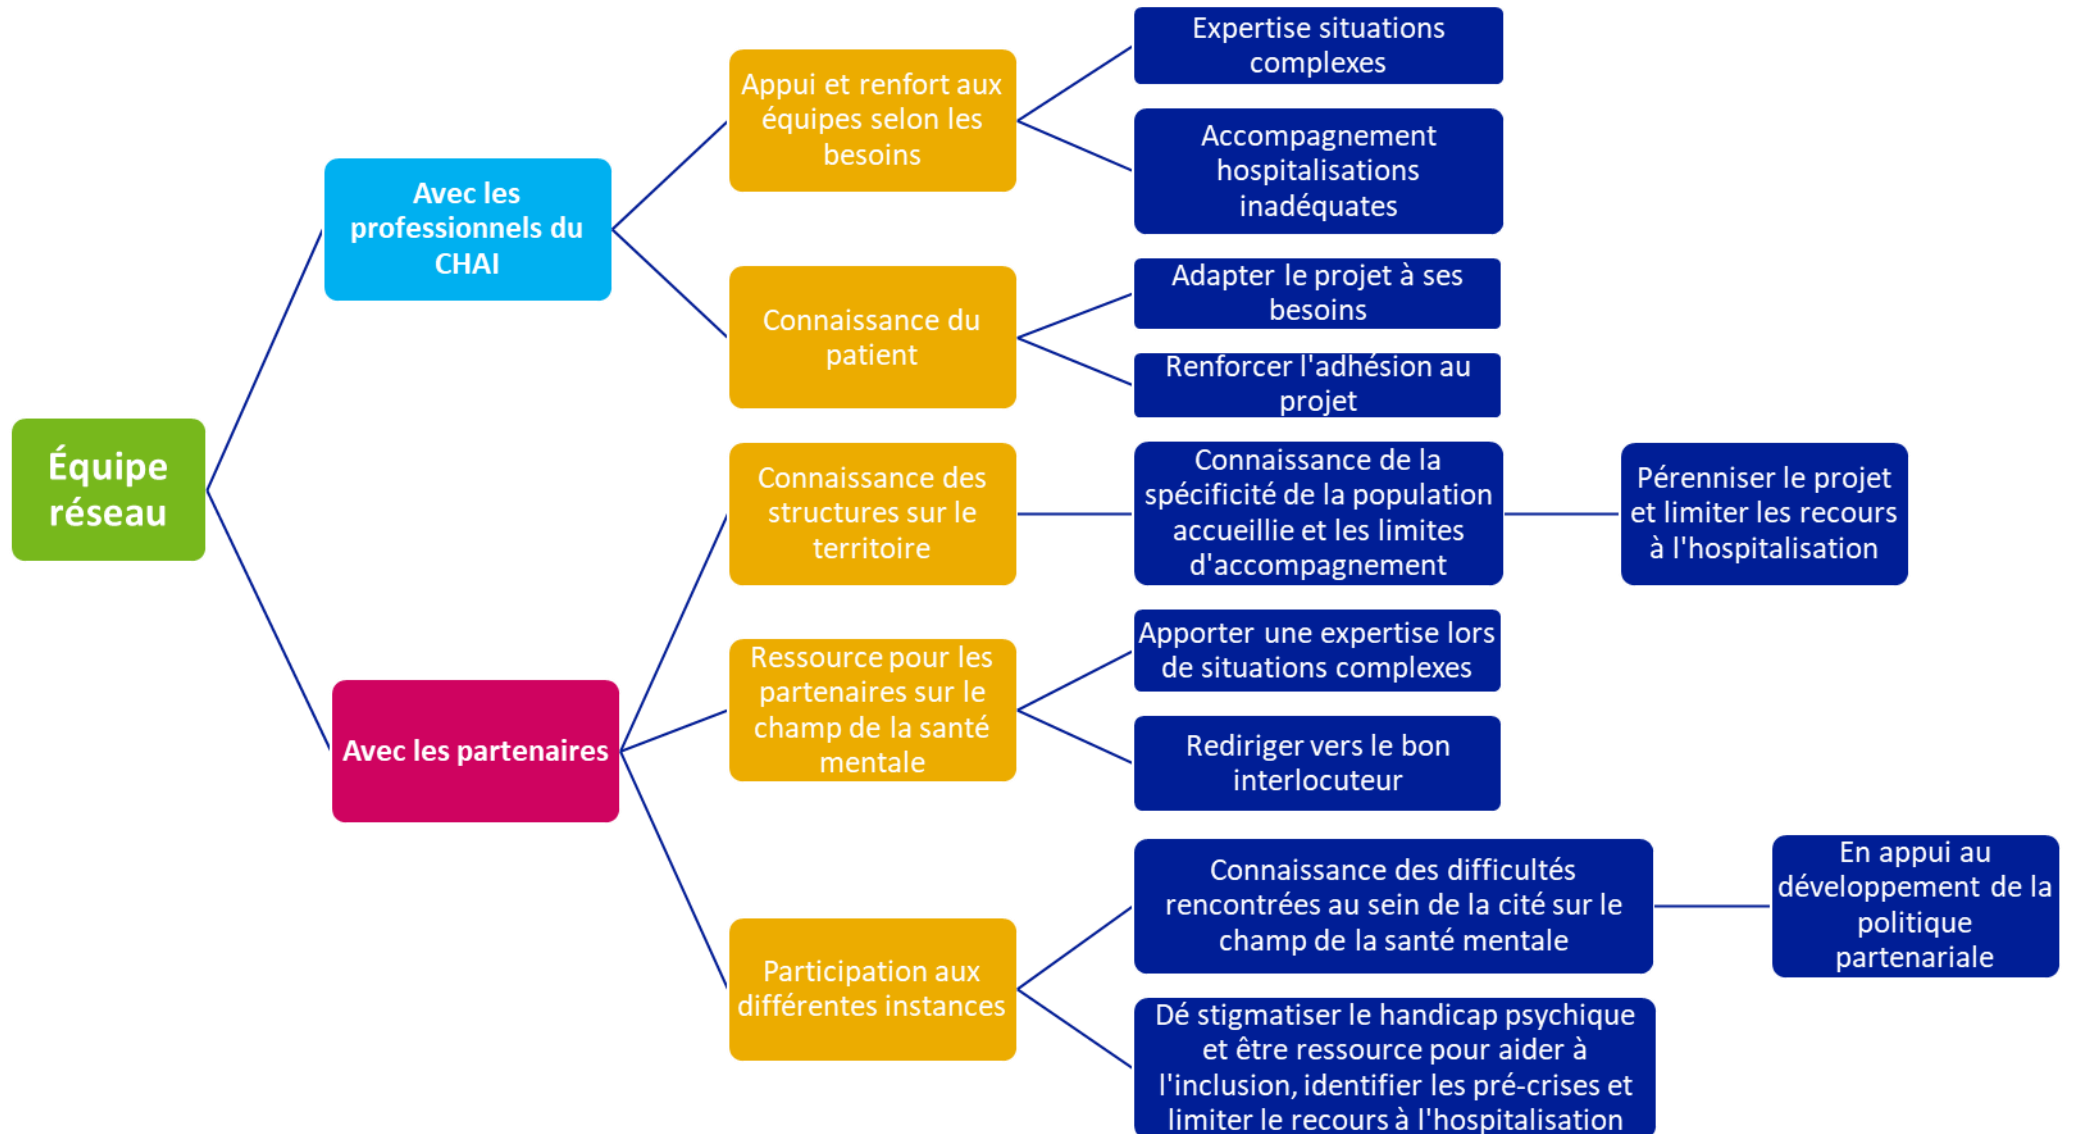 Équipe
réseau
Avec les
professionnels du
CHAI
Appui et renfort aux
équipes selon les
besoins
Expertise situations
complexes
Accompagnement
hospitalisations
inadéquates
Connaissance du
patient
Adapter le projet à ses
besoins
Renforcer l'adhésion au
projet
Avec les partenaires
Connaissance des
structures sur le
territoire
Connaissance de la
spécificité de la population
accueillie et les limites
d'accompagnement
Pérenniser le projet
et limiter les recours
à l'hospitalisation
Ressource pour les
partenaires sur le
champ de la santé
mentale
Apporter une expertise lors
de situations complexes
Rediriger vers le bon
interlocuteur
Participation aux
différentes instances
Connaissance des difficultés
rencontrées au sein de la cité sur le
champ de la santé mentale
En appui au
développement de la
politique
partenariale
Dé stigmatiser le handicap psychique
et être ressource pour aider à
l'inclusion, identifier les pré-crises et
limiter le recours à l'hospitalisation